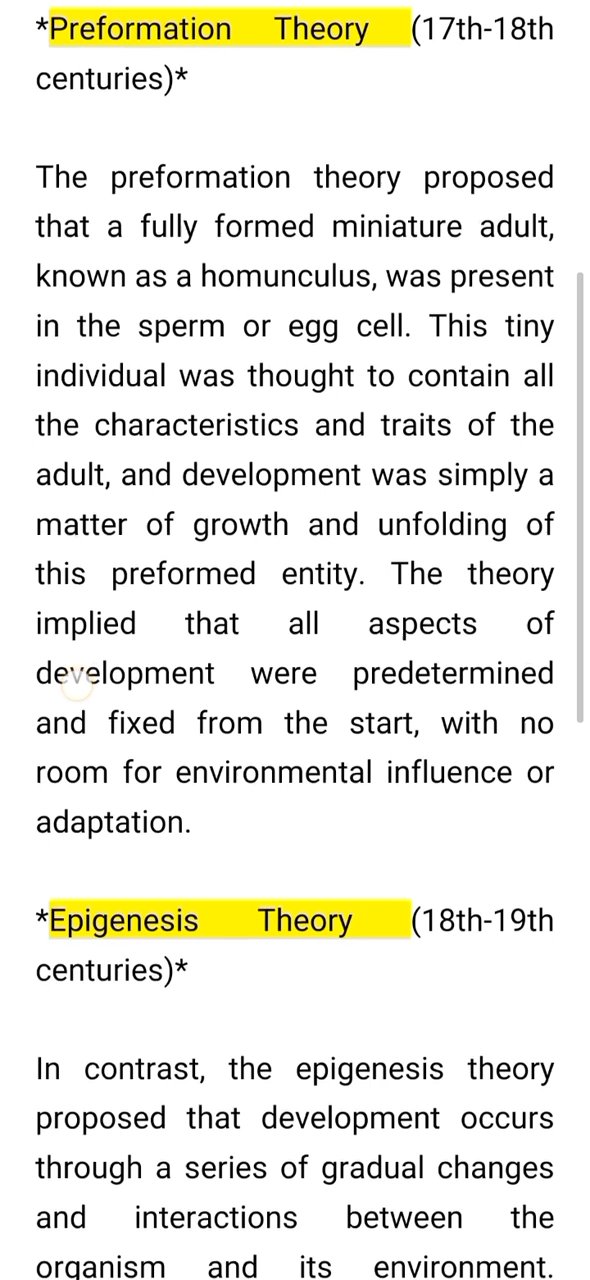 *Preformation Theory (17th-18th
centuries)*
The preformation theory proposed
that a fully formed miniature adult,
known as a homunculus, was present
in the sperm or egg cell. This tiny
individual was thought to contain all
the characteristics and traits of the
adult, and development was simply a
matter of growth and unfolding of
this preformed entity. The theory
implied that all aspects of
development were predetermined
and fixed from the start, with no
room for environmental influence or
adaptation.
*Epigenesis Theory (18th-19th
centuries)*
In contrast, the epigenesis theory
proposed that development occurs
through a series of gradual changes
and interactions between the
organism and its environment.